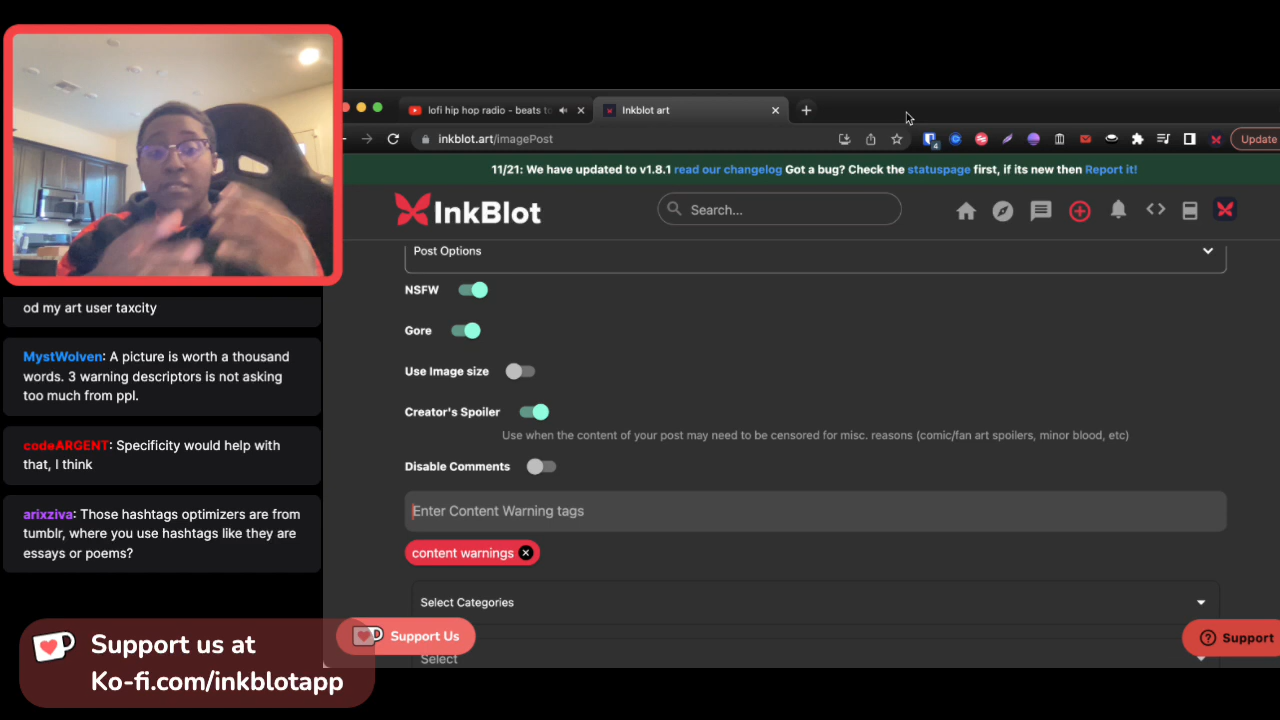 lofi hip hop radio - beats to
Inkblot art
inkblot.art/imagePost
4
Update
11/21: We have updated to v1.8.1 read our changelog Got a bug? Check the statuspage first, if its new then Report it!
InkBlot
Search...
Post Options
NSFW
Gore
Use Image size
Creator's Spoiler
Use when the content of your post may need to be censored for misc. reasons (comic/fan art spoilers, minor blood, etc)
Disable Comments
Enter Content Warning tags
content warnings
Select Categories
Support Us
Select
Support
od my art user taxcity
MystWolven: A picture is worth a thousand
words. 3 warning descriptors is not asking
too much from ppl.
codeARGENT: Specificity would help with
that, I think
arixziva: Those hashtags optimizers are from
tumblr, where you use hashtags like they are
essays or poems?
Support us at
Ko-fi.com/inkblotapp